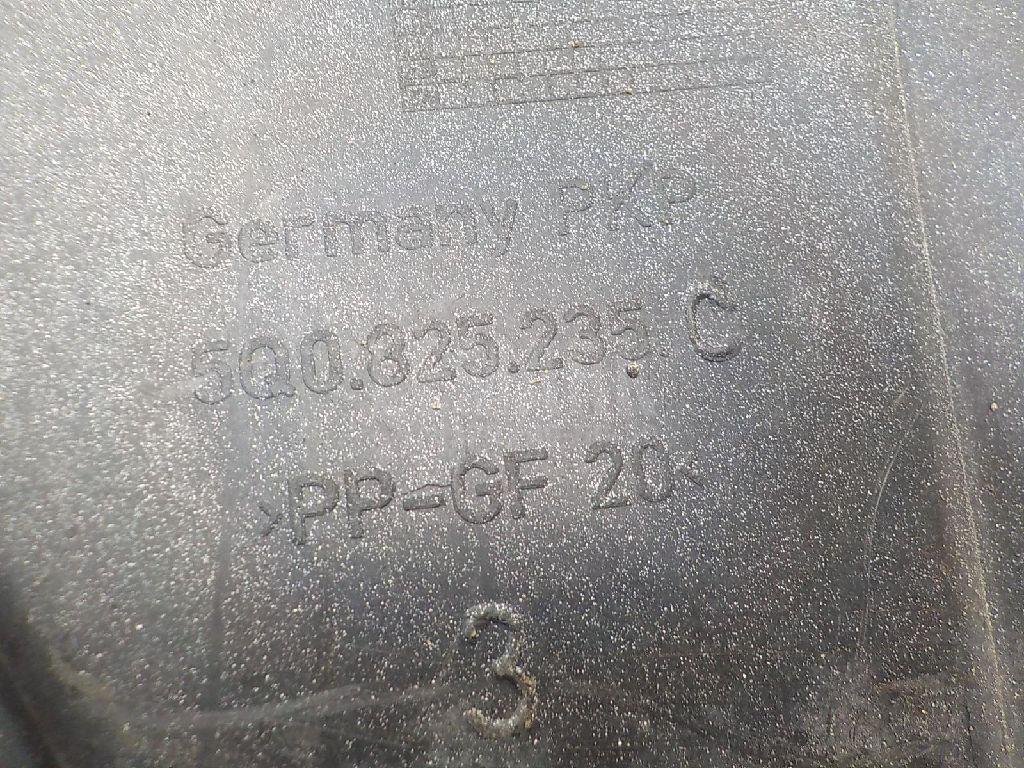 Germany PKP
5Q0.825.235.C
>PP-GF 20<
3